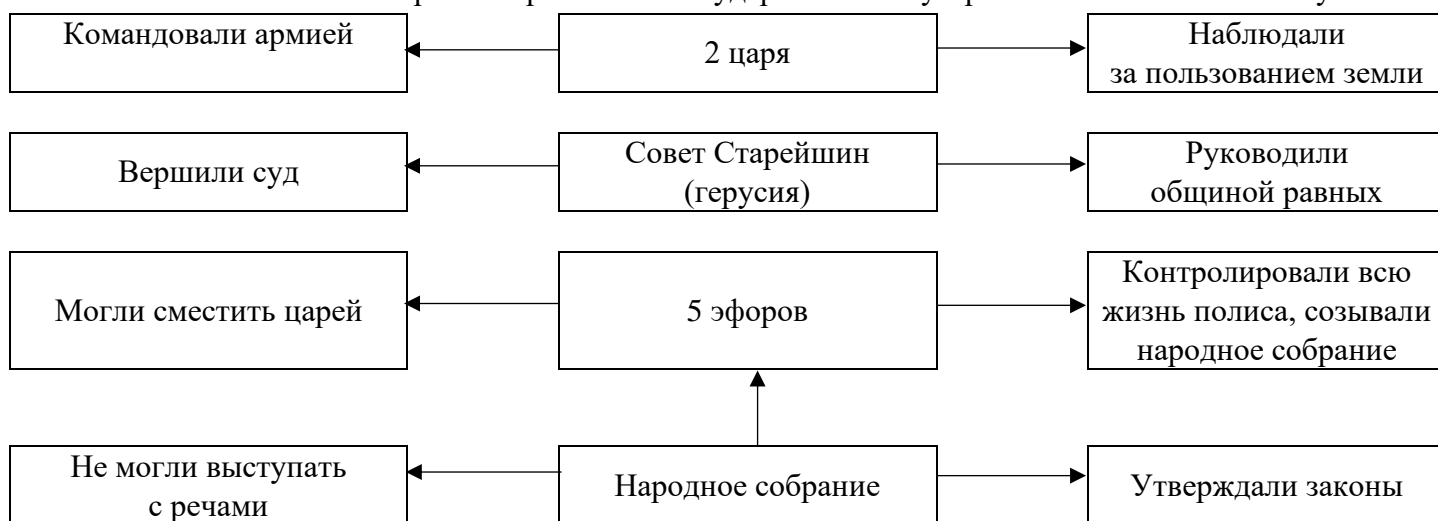 Командовали армией
2 царя
Наблюдали
за пользованием земли
Вершили суд
Совет Старейшин
(герусия)
Руководили
общиной равных
Могли сместить царей
5 эфоров
Контролировали всю
жизнь полиса, созывали
народное собрание
Не могли выступать
с речами
Народное собрание
Утверждали законы